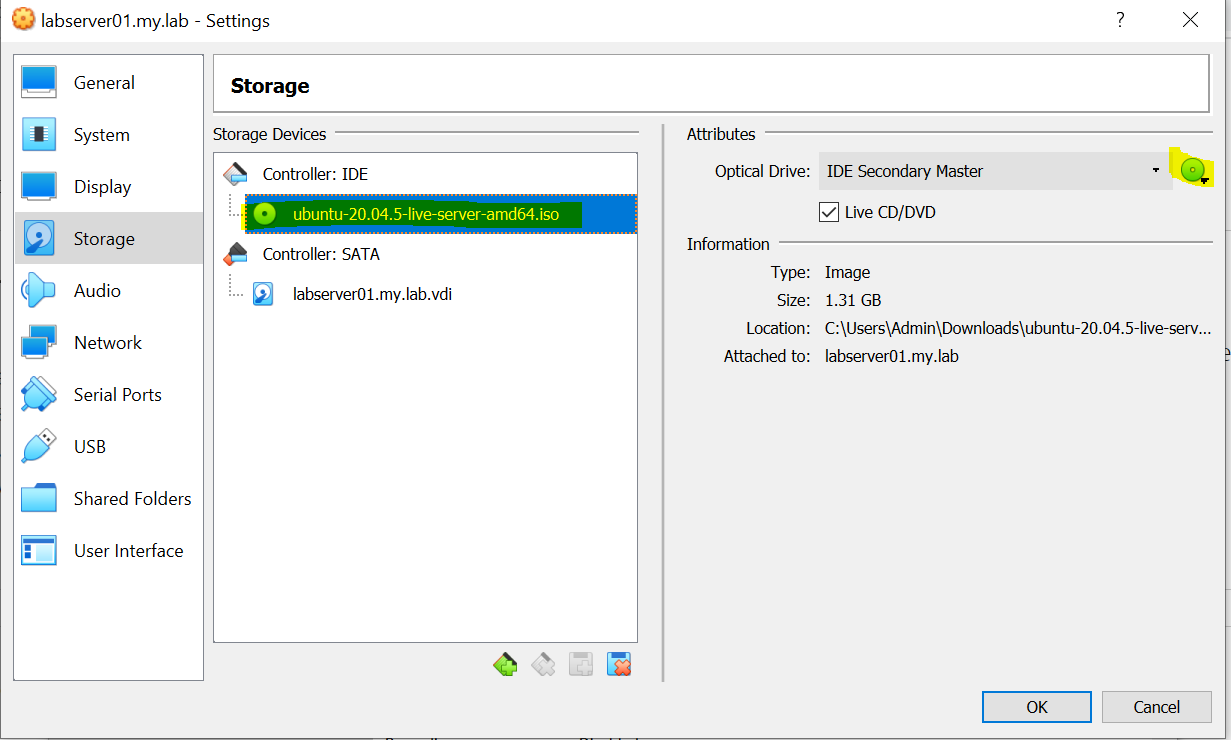 labserver01.my.lab - Settings
?
General
System
Display
Storage
Audio
Network
Serial Ports
USB
Shared Folders
User Interface
Storage
Storage Devices
Controller: IDE
ubuntu-20.04.5-live-server-amd64.iso
Controller: SATA
labserver01.my.lab.vdi
Attributes
Optical Drive: IDE Secondary Master
Live CD/DVD
Information
Type: Image
Size: 1.31 GB
Location: C:\Users\Admin\Downloads\ubuntu-20.04.5-live-serv...
Attached to: labserver01.my.lab
OK
Cancel